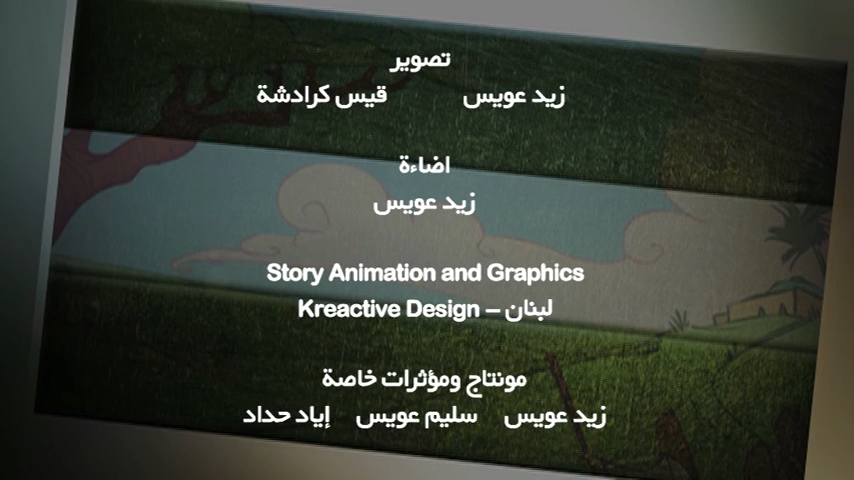 تصوير
زيد عويس قيس كرادشة
اضاءة
زيد عويس
Story Animation and Graphics
Kreactive Design – لبنان
مونتاج ومؤثرات خاصة
زيد عويس سليم عويس إياد حداد